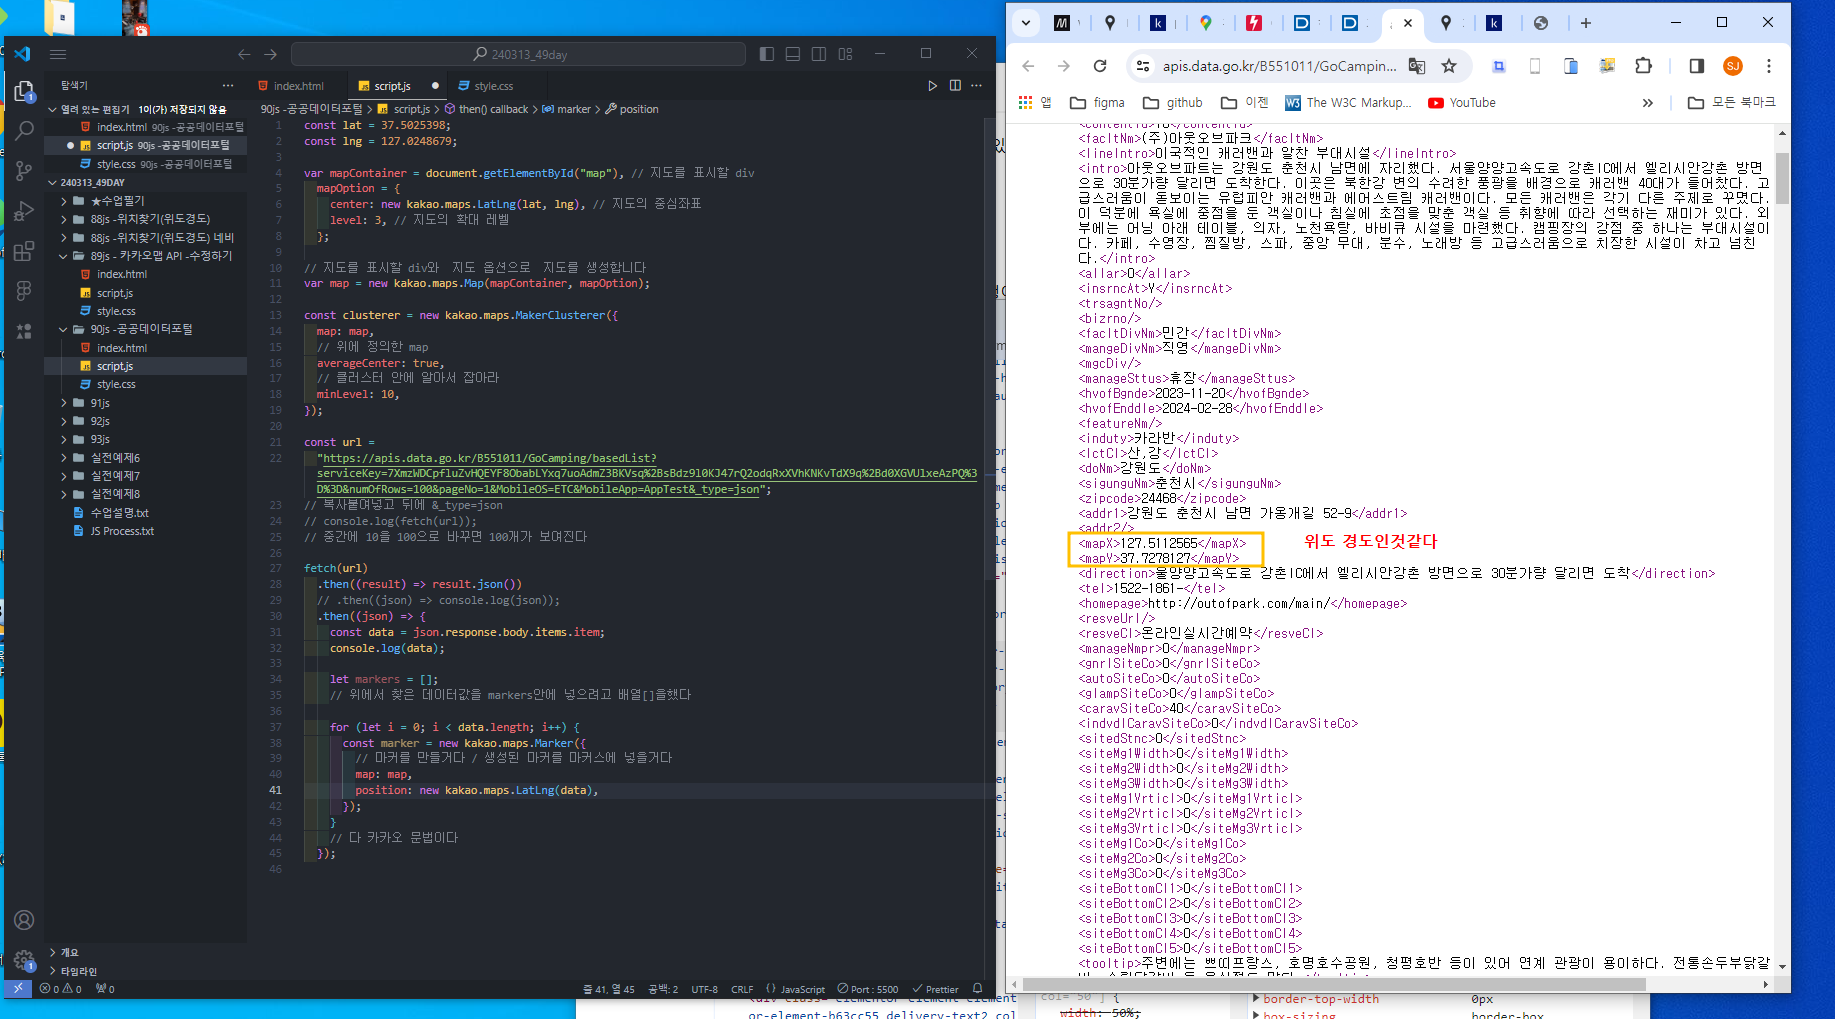 240313_49day
탐색기
열려 있는 편집기 1이(가) 저장되지 않음
index.html 90js -공공데이터포털
script.js 90js -공공데이터포털
style.css 90js -공공데이터포털
240313_49DAY
★수업필기
88js -위치찾기(위도경도)
88js -위치찾기(위도경도) 네비
89js - 카카오맵 API -수정하기
index.html
script.js
style.css
90js -공공데이터포털
index.html
script.js
style.css
91js
92js
93js
실전예제6
실전예제7
실전예제8
수업설명.txt
JS Process.txt
개요
타임라인
index.html
script.js
style.css
90js -공공데이터포털 > script.js > then() callback > marker > position
1 const lat = 37.5025398;
2 const lng = 127.0248679;
3
4 var mapContainer = document.getElementById("map"), // 지도를 표시할 div
5 mapOption = {
6 center: new kakao.maps.LatLng(lat, lng), // 지도의 중심좌표
7 level: 3, // 지도의 확대 레벨
8 };
9
10 // 지도를 표시할 div와  지도 옵션으로  지도를 생성합니다
11 var map = new kakao.maps.Map(mapContainer, mapOption);
12
13 const clusterer = new kakao.maps.MakerClusterer({
14 map: map,
15 // 위에 정의한 map
16 averageCenter: true,
17 // 클러스터 안에 알아서 잡아라
18 minLevel: 10,
19 });
20
21 const url =
22 "https://apis.data.go.kr/B551011/GoCamping/basedList?
D%3D&numOfRows=100&pageNo=1&MobileOS=ETC&MobileApp=AppTest&_type=json";
23 // 복사붙여넣고 뒤에 &_type=json
24 // console.log(fetch(url));
25 // 중간에 10을 100으로 바꾸면 100개가 보여진다
26
27 fetch(url)
28 .then((result) => result.json())
29 // .then((json) => console.log(json));
30 .then((json) => {
31 const data = json.response.body.items.item;
32 console.log(data);
33
34 let markers = [];
35 // 위에서 찾은 데이터값을 markers안에 넣으려고 배열[]을했다
36
37 for (let i = 0; i < data.length; i++) {
38 const marker = new kakao.maps.Marker({
39 // 마커를 만들거다 / 생성된 마커를 마커스에 넣을거다
40 map: map,
41 position: new kakao.maps.LatLng(data),
42 });
43 }
44 // 다 카카오 문법이다
45 });
46
0 0 0
줄 41, 열 45 공백: 2 UTF-8 CRLF {} JavaScript Port : 5500 Prettier
apis.data.go.kr/B551011/GoCamping...
앱 figma github 이젠 The W3C Markup... YouTube » 모든 북마크
<facltNm>(주)아웃오브파크</facltNm>
<lineIntro>이국적인 캐러밴과 알찬 부대시설</lineIntro>
<intro>아웃오브파트는 강원도 춘천시 남면에 자리했다. 서울양양고속도로 강촌IC에서 엘리시안강촌 방면
으로 30분가량 달리면 도착한다. 이곳은 북한강 변의 수려한 풍광을 배경으로 캐러밴 40대가 들어찼다. 고
급스러움이 돋보이는 유럽피안 캐러밴과 에어스트림 캐러밴이다. 모든 캐러밴은 각기 다른 주제로 꾸몄다.
이 덕분에 욕실에 중점을 둔 객실이나 침실에 초점을 맞춘 객실 등 취향에 따라 선택하는 재미가 있다. 외
부에는 어닝 아래 테이블, 의자, 노천욕탕, 바비큐 시설을 마련했다. 캠핑장의 강점 중 하나는 부대시설이
다. 카페, 수영장, 찜질방, 스파, 중앙 무대, 분수, 노래방 등 고급스러움으로 치장한 시설이 차고 넘친
다.</intro>
<allar>0</allar>
<insrncAt>Y</insrncAt>
<trsagntNo/>
<bizrno/>
<facltDivNm>민간</facltDivNm>
<mangeDivNm>직영</mangeDivNm>
<mgcDiv/>
<manageSttus>휴장</manageSttus>
<hvofBgnde>2023-11-20</hvofBgnde>
<hvofEnddle>2024-02-28</hvofEnddle>
<featureNm/>
<induty>카라반</induty>
<lctCl>산,강</lctCl>
<doNm>강원도</doNm>
<sigunguNm>춘천시</sigunguNm>
<zipcode>24468</zipcode>
<addr1>강원도 춘천시 남면 가옹개길 52-9</addr1>
<addr2/>
<mapX>127.5112565</mapX>
위도 경도인것같다
<mapY>37.7278127</mapY>
<direction>울양양고속도로 강촌IC에서 엘리시안강촌 방면으로 30분가량 달리면 도착</direction>
<tel>1522-1861-</tel>
<homepage>http://outofpark.com/main/</homepage>
<resveUrl/>
<resveCl>온라인실시간예약</resveCl>
<manageNmpr>0</manageNmpr>
<gnrlSiteCo>0</gnrlSiteCo>
<autoSiteCo>0</autoSiteCo>
<glampSiteCo>0</glampSiteCo>
<caravSiteCo>40</caravSiteCo>
<indvdlCaravSiteCo>0</indvdlCaravSiteCo>
<sitedStnc>0</sitedStnc>
<siteMg1Width>0</siteMg1Width>
<siteMg2Width>0</siteMg2Width>
<siteMg3Width>0</siteMg3Width>
<siteMg1Vrticl>0</siteMg1Vrticl>
<siteMg2Vrticl>0</siteMg2Vrticl>
<siteMg3Vrticl>0</siteMg3Vrticl>
<siteMg1Co>0</siteMg1Co>
<siteMg2Co>0</siteMg2Co>
<siteMg3Co>0</siteMg3Co>
<siteBottomCl1>0</siteBottomCl1>
<siteBottomCl2>0</siteBottomCl2>
<siteBottomCl3>0</siteBottomCl3>
<siteBottomCl4>0</siteBottomCl4>
<siteBottomCl5>0</siteBottomCl5>
<tooltip>주변에는 쁘띠프랑스, 호명호수공원, 청평호반 등이 있어 연계 관광이 용이하다. 전통손두부닭갈
width: 50%;
border-top-width 0px
box-sizing border-box